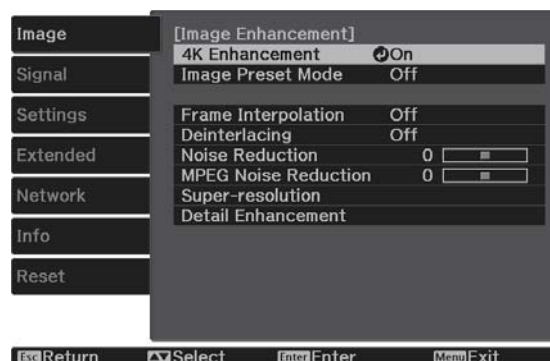 Image
Signal
Settings
Extended
Network
Info
Reset
[Image Enhancement]
4K Enhancement On
Image Preset Mode Off
Frame Interpolation Off
Deinterlacing Off
Noise Reduction 0
MPEG Noise Reduction 0
Super-resolution
Detail Enhancement
Esc Return Select Enter Enter Menu Exit